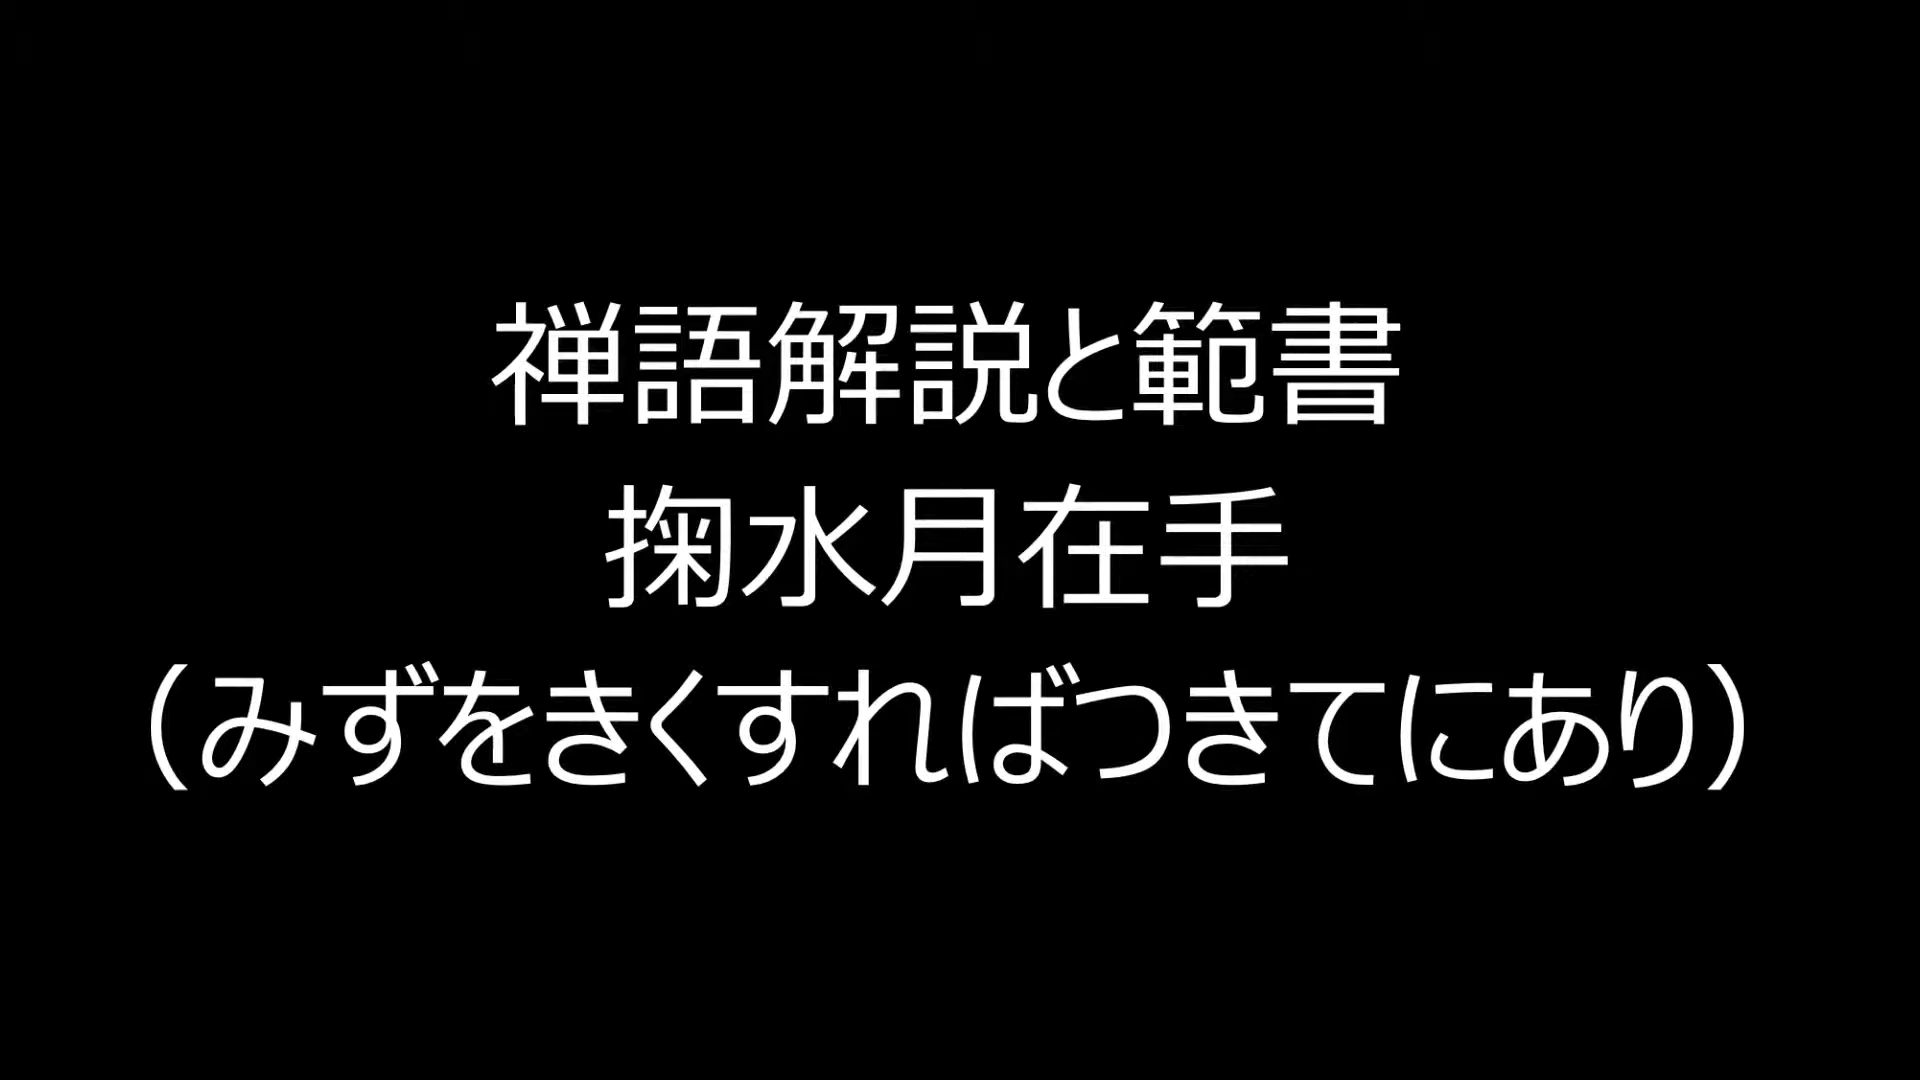 禅語解説と範書
掬水月在手
（みずをきくすればつきてにあり）